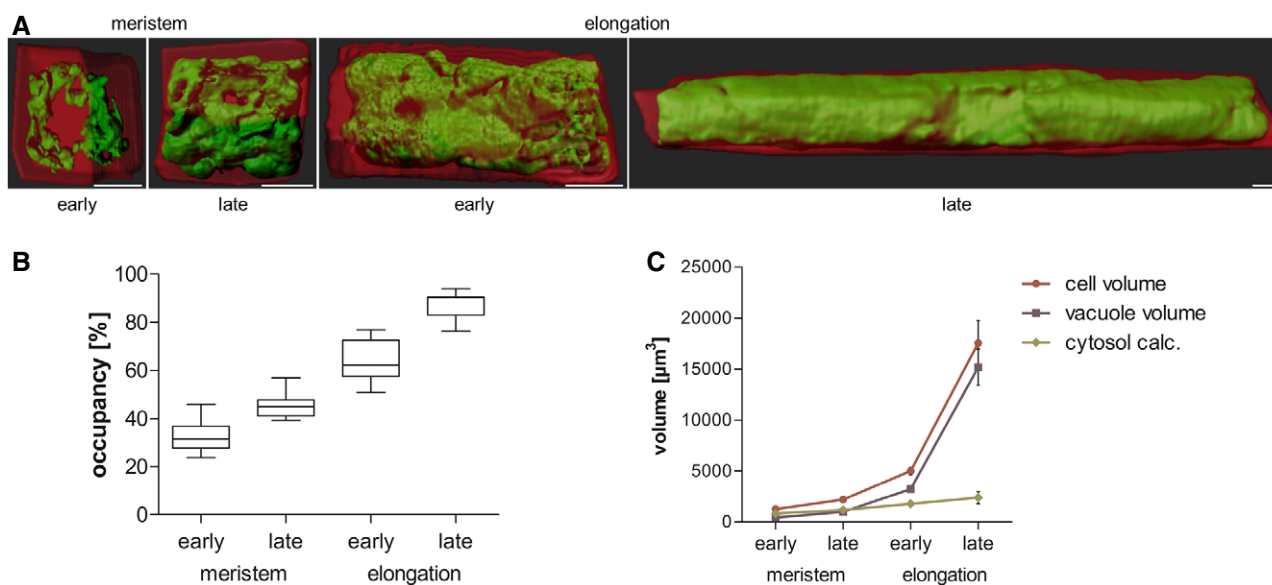 A
meristem
elongation
early
late
early
late
B
occupancy [%]
100
80
60
40
20
0
early
late
early
late
meristem
elongation
C
volume [µm³]
25000
20000
15000
10000
5000
0
early
late
early
late
meristem
elongation
cell volume
vacuole volume
cytosol calc.